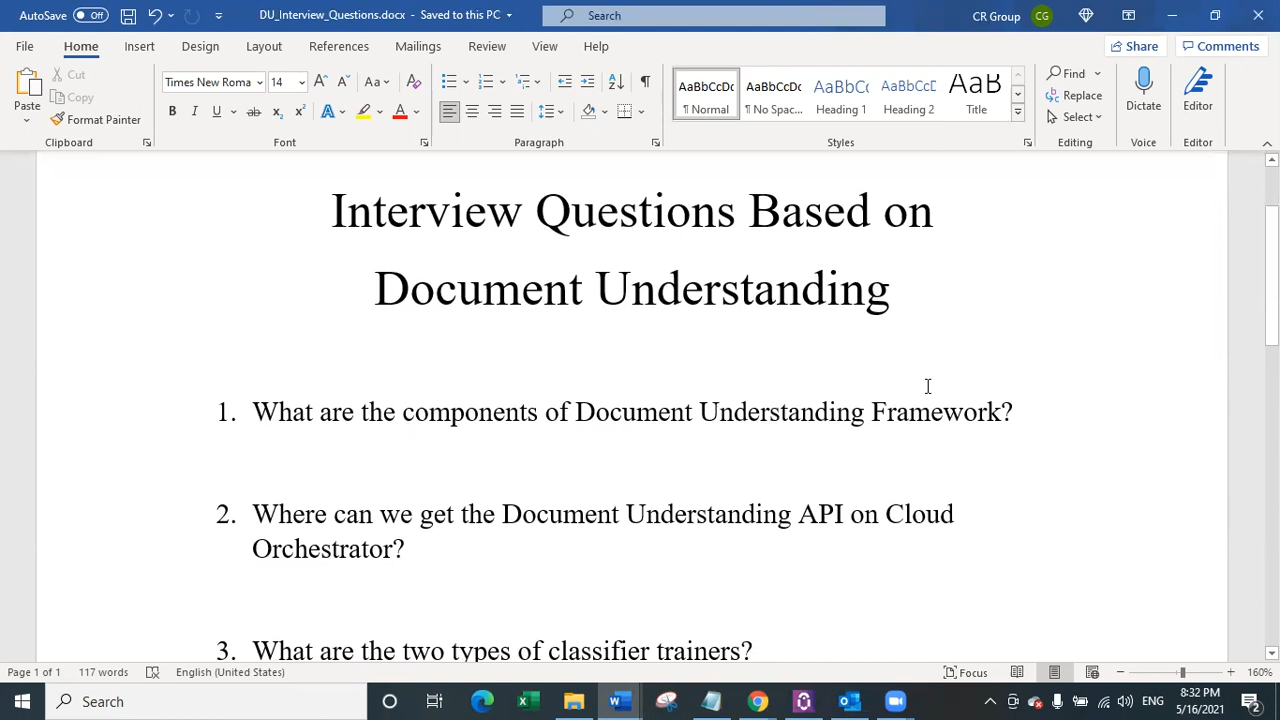 AutoSave Off DU_Interview_Questions.docx - Saved to this PC Search CR Group CG
File Home Insert Design Layout References Mailings Review View Help Share Comments
Paste Cut Copy Format Painter Times New Roma 14 AaBbCcDc AaBbCcDc AaBbCc AaBbCcD AaB Find Replace Select Dictate Editor
¶ Normal ¶ No Spac... Heading 1 Heading 2 Title
Clipboard Font Paragraph Styles Editing Voice Editor
Interview Questions Based on
Document Understanding
1. What are the components of Document Understanding Framework?
2. Where can we get the Document Understanding API on Cloud
Orchestrator?
3. What are the two types of classifier trainers?
Page 1 of 1 117 words English (United States) Focus 160%
Search ENG 8:32 PM
5/16/2021 2